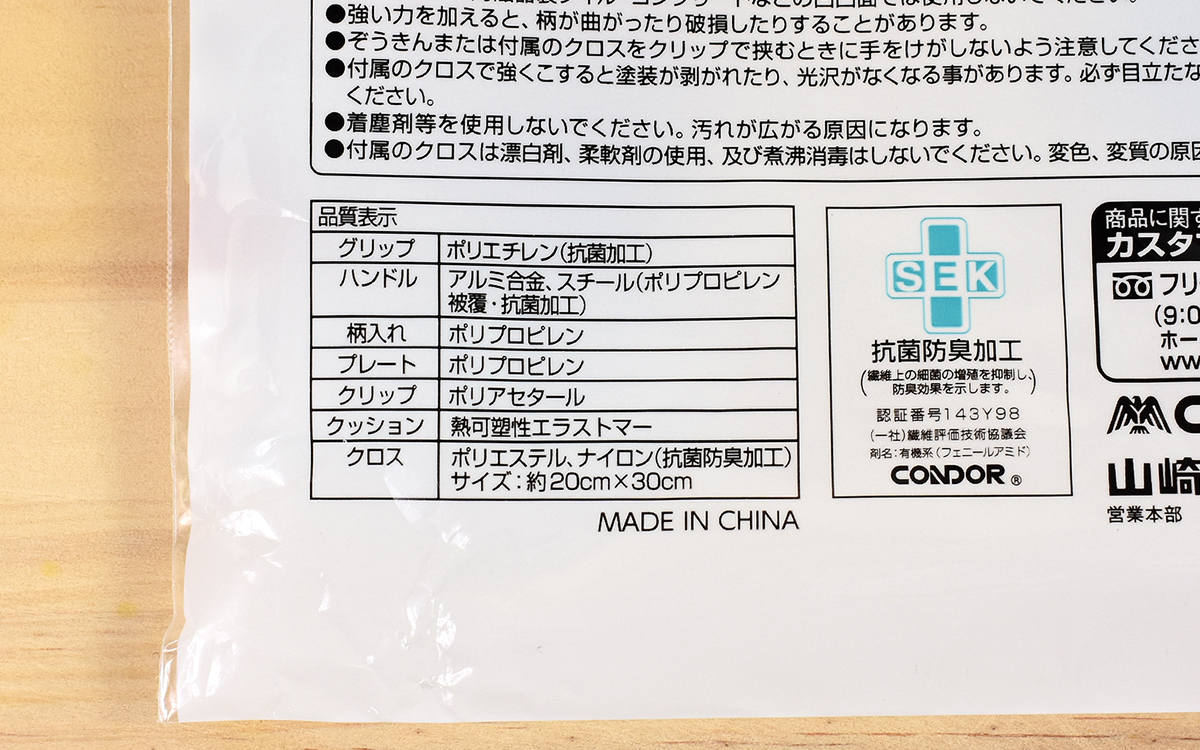 ●強い力を加えると、柄が曲がったり破損したりすることがあります。
●ぞうきんまたは付属のクロスをクリップで挟むときに手をけがしないよう注意してくださ
●付属のクロスで強くこすると塗装が剥がれたり、光沢がなくなる事があります。必ず目立たな
ください。
●着塵剤等を使用しないでください。汚れが広がる原因になります。
●付属のクロスは漂白剤、柔軟剤の使用、及び煮沸消毒はしないでください。変色、変質の原因
品質表示
グリップ ポリエチレン(抗菌加工)
ハンドル アルミ合金、スチール(ポリプロピレン
被覆・抗菌加工)
柄入れ ポリプロピレン
プレート ポリプロピレン
クリップ ポリアセタール
クッション 熱可塑性エラストマー
クロス ポリエステル、ナイロン(抗菌防臭加工)
サイズ:約20cm×30cm
MADE IN CHINA
SEK
抗菌防臭加工
(繊維上の細菌の増殖を抑制し、
防臭効果を示します。)
認証番号143Y98
(一社)繊維評価技術協議会
剤名:有機系(フェニールアミド)
CONDOR®
商品に関す
カスタ
フリ
(9:0
ホー
ww
C
山崎
営業本部